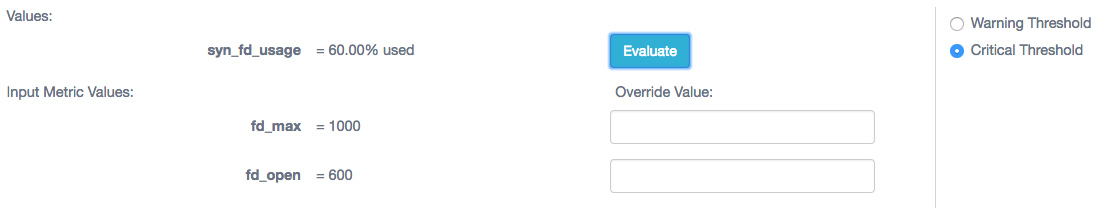 Values:
syn_fd_usage = 60.00% used
Evaluate
Input Metric Values:
Override Value:
fd_max = 1000
fd_open = 600
Warning Threshold
Critical Threshold